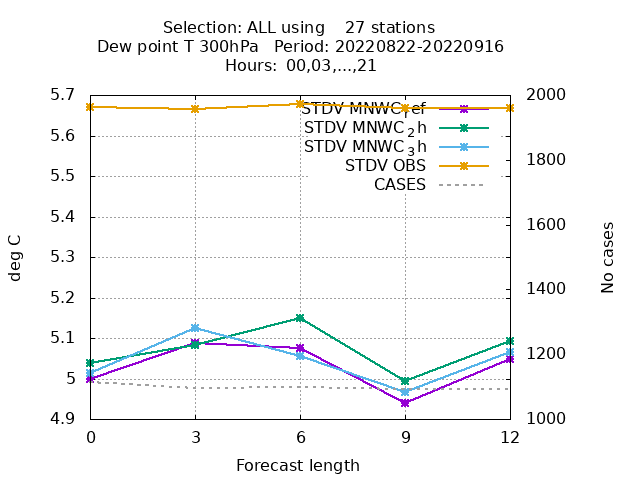 Selection: ALL using    27 stations
Dew point T 300hPa   Period: 20220822-20220916
Hours: 00,03,...,21
5.7
5.6
5.5
5.4
5.3
5.2
5.1
5
4.9
2000
1800
1600
1400
1200
1000
STDV MNWC_ref
STDV MNWC_2h
STDV MNWC_3h
STDV OBS
CASES
deg C
No cases
0 3 6 9 12
Forecast length